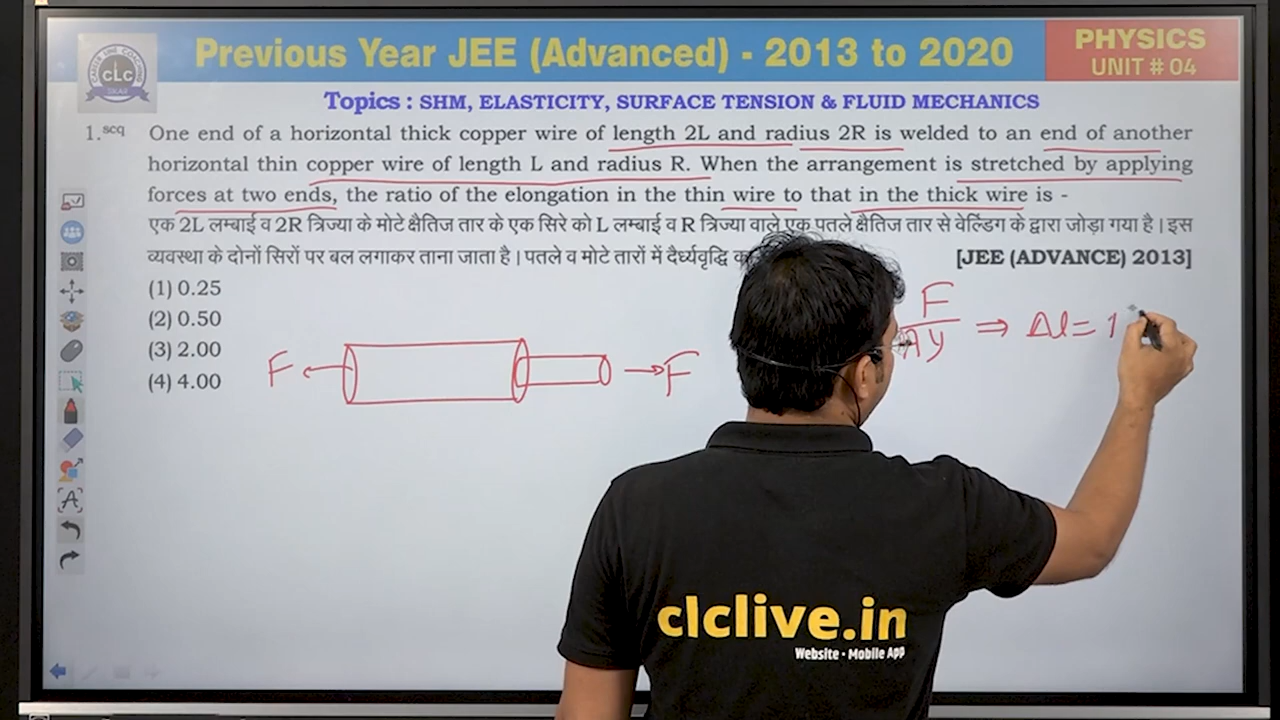 Previous Year JEE (Advanced) - 2013 to 2020
PHYSICS
UNIT # 04
CLC
SIKAR
Topics : SHM, ELASTICITY, SURFACE TENSION & FLUID MECHANICS
1.scq One end of a horizontal thick copper wire of length 2L and radius 2R is welded to an end of another
horizontal thin copper wire of length L and radius R. When the arrangement is stretched by applying
forces at two ends, the ratio of the elongation in the thin wire to that in the thick wire is -
एक 2L लम्बाई व 2R त्रिज्या के मोटे क्षैतिज तार के एक सिरे को L लम्बाई व R त्रिज्या वाले एक पतले क्षैतिज तार से वेल्डिंग के द्वारा जोड़ा गया है। इस
व्यवस्था के दोनों सिरों पर बल लगाकर ताना जाता है। पतले व मोटे तारों में दैर्ध्यवृद्धि
[JEE (ADVANCE) 2013]
(1) 0.25
(2) 0.50
(3) 2.00
(4) 4.00
F
F
F
AY ⇒ Δl =
clclive.in
Website • Mobile App